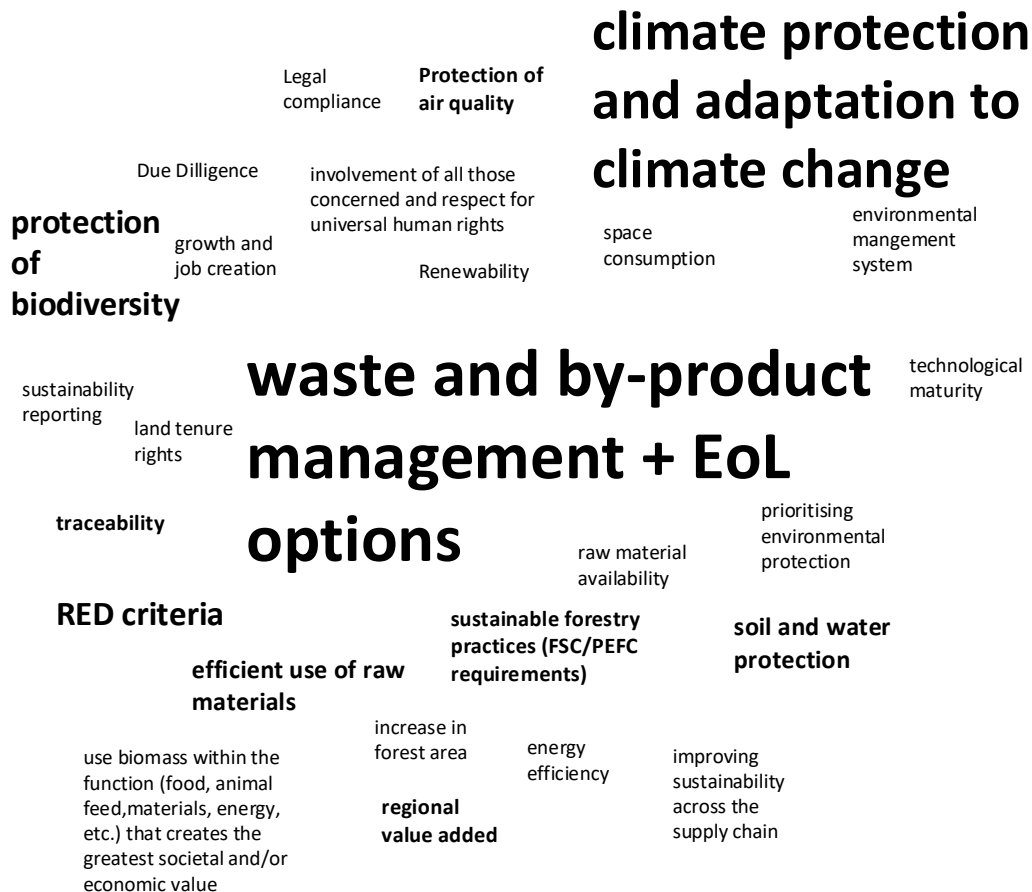 climate protection
and adaptation to
climate change
Legal
compliance
Protection of
air quality
Due Dilligence
involvement of all those
concerned and respect for
universal human rights
protection
of
biodiversity
growth and
job creation
Renewability
space
consumption
environmental
mangement
system
waste and by-product
management + EoL
options
technological
maturity
sustainability
reporting
land tenure
rights
traceability
raw material
availability
prioritising
environmental
protection
RED criteria
sustainable forestry
practices (FSC/PEFC
requirements)
soil and water
protection
efficient use of raw
materials
increase in
forest area
energy
efficiency
improving
sustainability
across the
supply chain
use biomass within the
function (food, animal
feed,materials, energy,
etc.) that creates the
greatest societal and/or
economic value
regional
value added